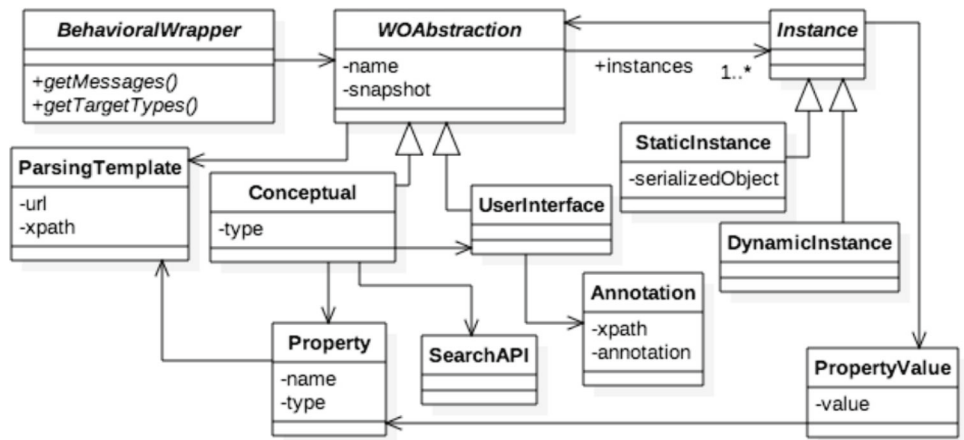 BehavioralWrapper
+getMessages()
+getTargetTypes()
WOAbstraction
-name
-snapshot
+instances
1..*
Instance
ParsingTemplate
-url
-xpath
Conceptual
-type
UserInterface
StaticInstance
-serializedObject
DynamicInstance
Annotation
-xpath
-annotation
Property
-name
-type
SearchAPI
PropertyValue
-value